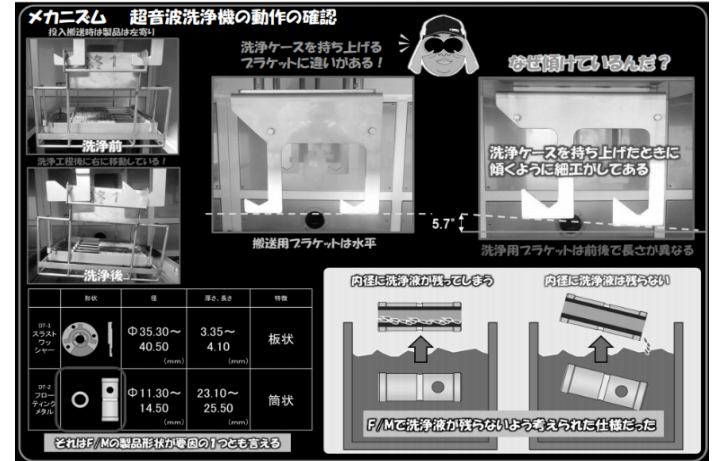 メカニズム 超音波洗浄機の動作の確認
投入搬送時は製品は左寄り
洗浄前
洗浄工程後に右に移動している！
洗浄後
洗浄ケースを持ち上げる
ブラケットに違いがある！
搬送用ブラケットは水平
なぜ傾けているんだ？
洗浄ケースを持ち上げたときに
傾くように細工がしてある
5.7°
洗浄用ブラケットは前後で長さが異なる
形状 径 厚さ、長さ 特徴
DT-1
スラスト
ワッ
シャー
Φ35.30～
40.50
(mm)
3.35～
4.10
(mm)
板状
DT-2
フロー
ティング
メタル
Φ11.30～
14.50
(mm)
23.10～
25.50
(mm)
筒状
それはF/Mの製品形状が要因の1つとも言える
内径に洗浄液が残ってしまう
内径に洗浄液は残らない
F/Mで洗浄液が残らないよう考えられた仕様だった